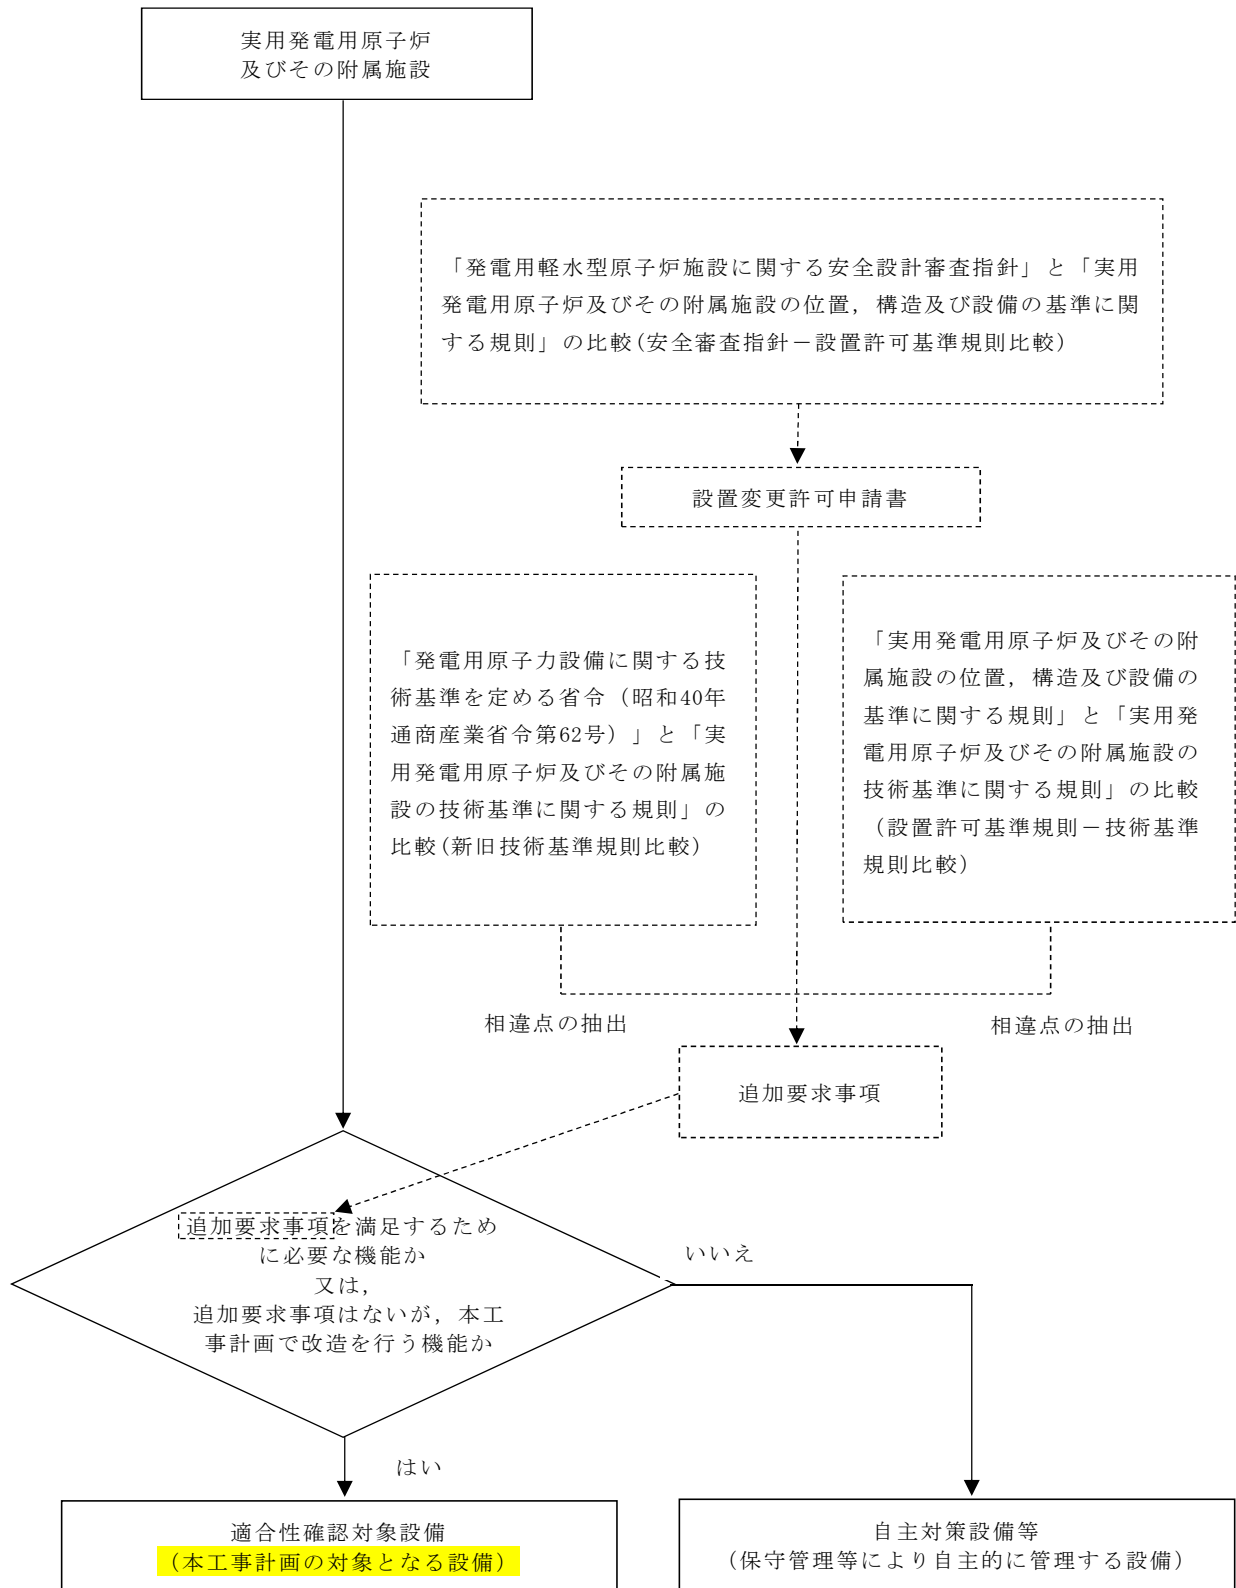 実用発電用原子炉
及びその附属施設
「発電用軽水型原子炉施設に関する安全設計審査指針」と「実用
発電用原子炉及びその附属施設の位置，構造及び設備の基準に関
する規則」の比較(安全審査指針－設置許可基準規則比較)
設置変更許可申請書
「発電用原子力設備に関する技
術基準を定める省令（昭和40年
通商産業省令第62号）」と「実
用発電用原子炉及びその附属施
設の技術基準に関する規則」の
比較(新旧技術基準規則比較)
「実用発電用原子炉及びその附
属施設の位置，構造及び設備の
基準に関する規則」と「実用発
電用原子炉及びその附属施設の
技術基準に関する規則」の比較
（設置許可基準規則－技術基準
規則比較）
相違点の抽出
相違点の抽出
追加要求事項
追加要求事項を満足するため
に必要な機能か
又は，
追加要求事項はないが，本工
事計画で改造を行う機能か
いいえ
はい
適合性確認対象設備
（本工事計画の対象となる設備）
自主対策設備等
（保守管理等により自主的に管理する設備）